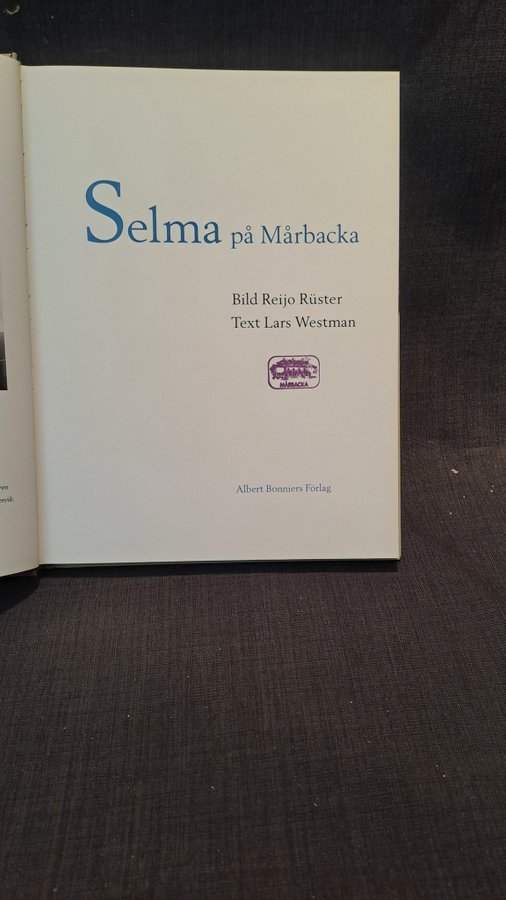 Selma på Mårbacka
Bild Reijo Rüster
Text Lars Westman
MÅRBACKA
Albert Bonniers Förlag